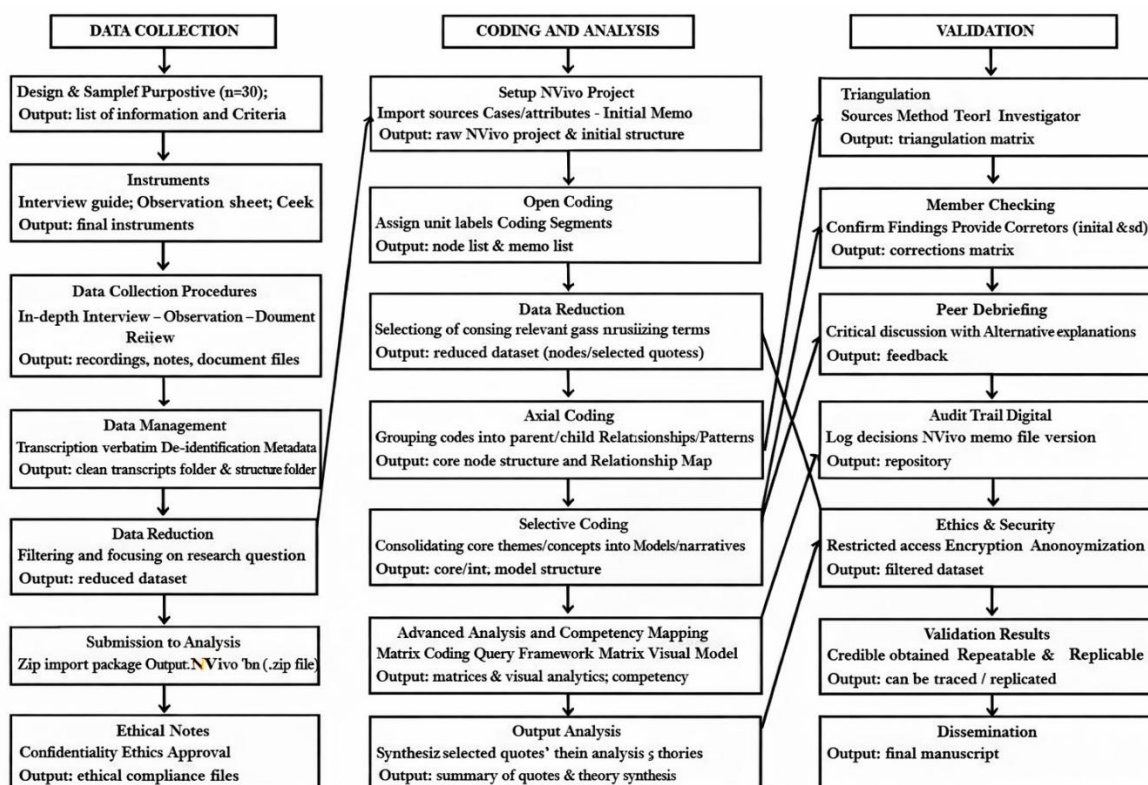 DATA COLLECTION
Design & Samplef Purpostive (n=30);
Output: list of information and Criteria
Instruments
Interview guide; Observation sheet; Ceek
Output: final instruments
Data Collection Procedures
In-depth Interview – Observation – Doument
Reiiew
Output: recordings, notes, document files
Data Management
Transcription verbatim De-identification Metadata
Output: clean transcripts folder & structure folder
Data Reduction
Filtering and focusing on research question
Output: reduced dataset
Submission to Analysis
Zip import package Output:NVivo 'bn (.zip file)
Ethical Notes
Confidentiality Ethics Approval
Output: ethical compliance files
CODING AND ANALYSIS
Setup NVivo Project
Import sources Cases/attributes - Initial Memo
Output: raw NVivo project & initial structure
Open Coding
Assign unit labels Coding Segments
Output: node list & memo list
Data Reduction
Selectiong of consing relevant gass nrusiizing terms
Output: reduced dataset (nodes/selected quotess)
Axial Coding
Grouping codes into parent/child Relatısionships/Patterns
Output: core node structure and Relationship Map
Selective Coding
Consolidating core themes/concepts into Models/narratives
Output: core/int. model structure
Advanced Analysis and Competency Mapping
Matrix Coding Query Framework Matrix Visual Model
Output: matrices & visual analytics; competency
Output Analysis
Synthesiz selected quotes' thein analysis ș thories
Output: summary of quotes & theory synthesis
VALIDATION
Triangulation
Sources Method Teorl Investigator
Output: triangulation matrix
Member Checking
Confirm Findings Provide Corretors (inital &sd)
Output: corrections matrix
Peer Debriefing
Critical discussion with Alternative explanations
Output: feedback
Audit Trail Digital
Log decisions NVivo memo file version
Output: repository
Ethics & Security
Restricted access Encryption Anonoymization
Output: filtered dataset
Validation Results
Credible obtained Repeatable & Replicable
Output: can be traced / replicated
Dissemination
Output: final manuscript